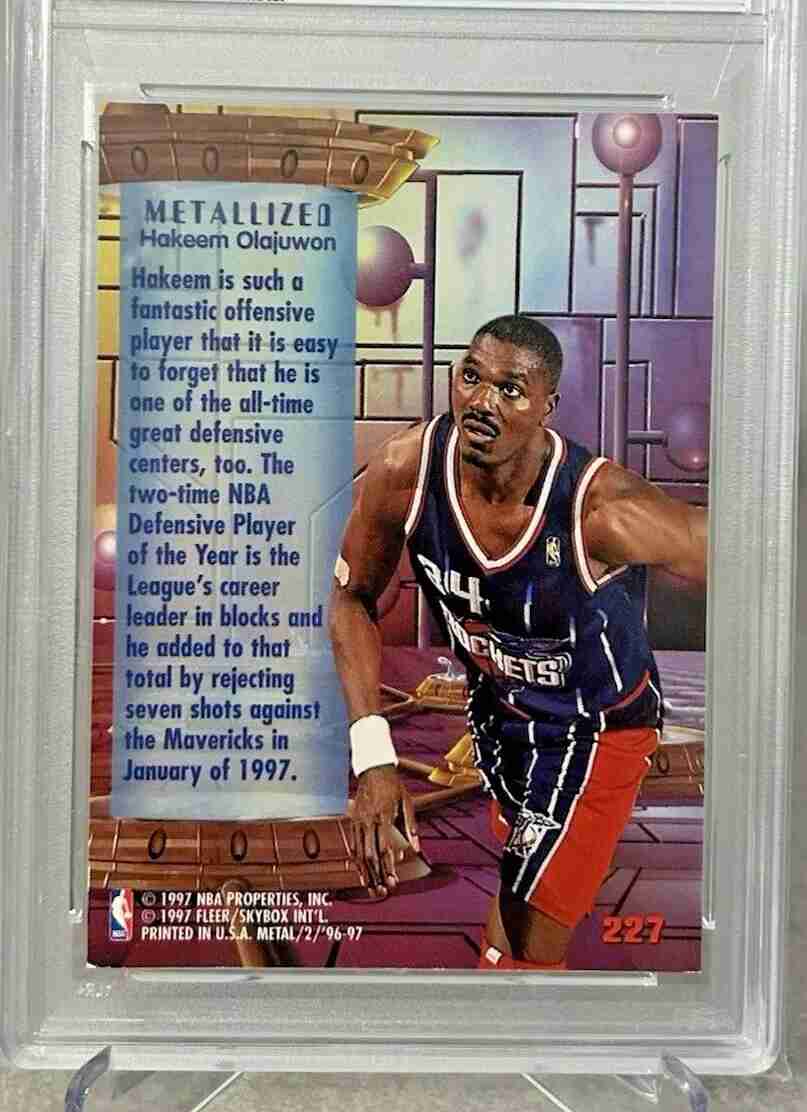 METALLIZED
Hakeem Olajuwon
Hakeem is such a
fantastic offensive
player that it is easy
to forget that he is
one of the all-time
great defensive
centers, too. The
two-time NBA
Defensive Player
of the Year is the
League's career
leader in blocks and
he added to that
total by rejecting
seven shots against
the Mavericks in
January of 1997.
34
ROCKETS
© 1997 NBA PROPERTIES, INC.
© 1997 FLEER/SKYBOX INT'L.
PRINTED IN U.S.A. METAL/2/'96-97
227